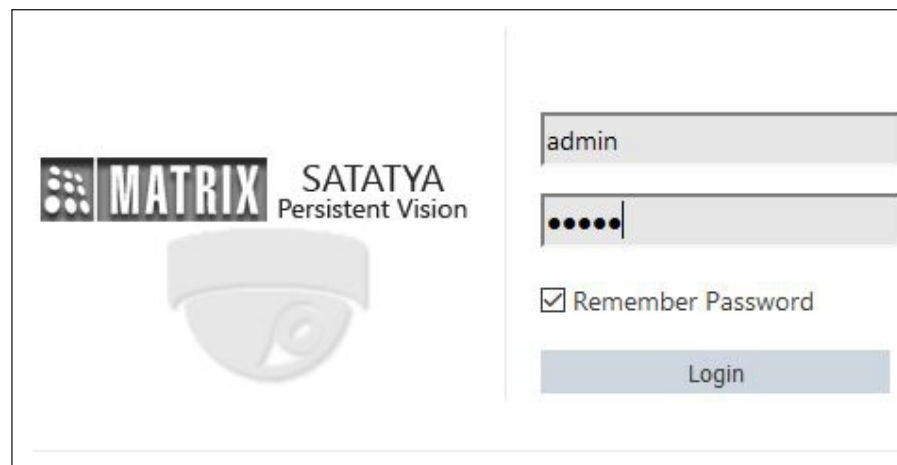 MATRIX
SATATYA
Persistent Vision
admin
●●●●●
Remember Password
Login